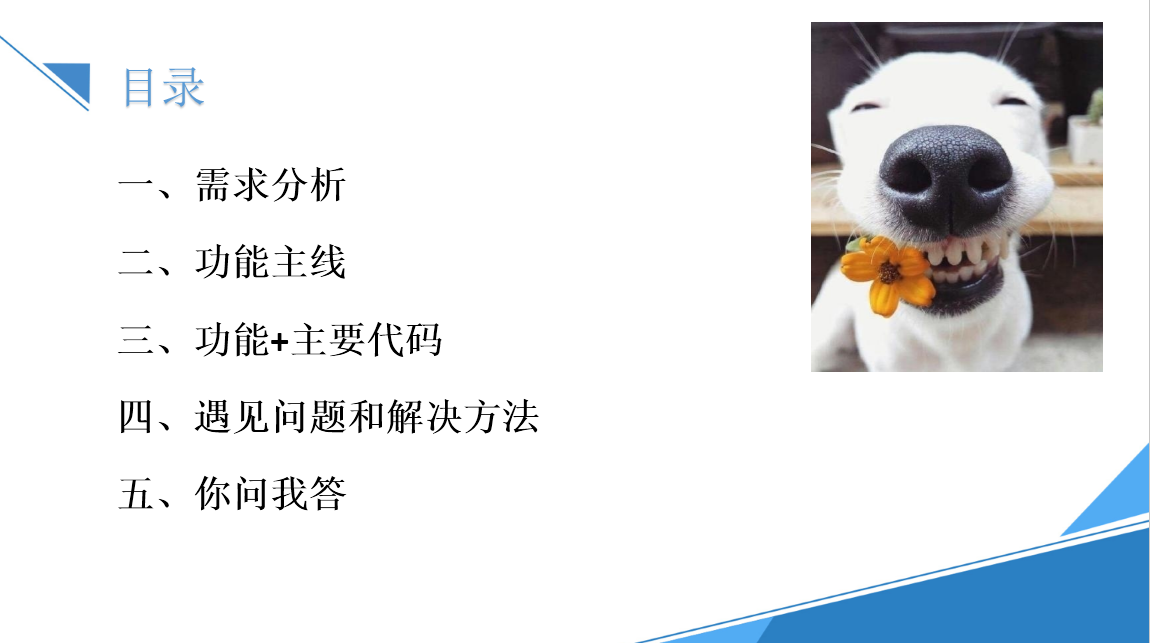 目录
一、需求分析
二、功能主线
三、功能+主要代码
四、遇见问题和解决方法
五、你问我答